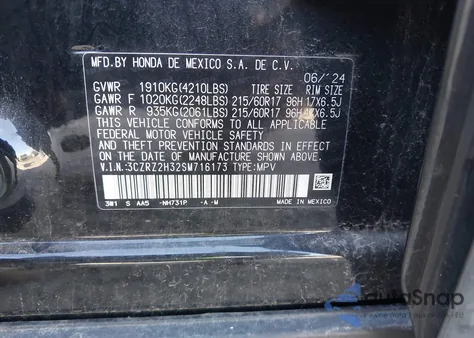 MFD.BY HONDA DE MEXICO S.A. DE C.V.
06/'24
GVWR 1910KG(4210LBS) TIRE SIZE RIM SIZE
GAWR F 1020KG(2248LBS) 215/60R17 96H 17X6.5J
GAWR R 935KG(2061LBS) 215/60R17 96H 17X6.5J
THIS VEHICLE CONFORMS TO ALL APPLICABLE
FEDERAL MOTOR VEHICLE SAFETY, BUMPER,
AND THEFT PREVENTION STANDARDS IN EFFECT
ON THE DATE OF MANUFACTURE SHOWN ABOVE.
V.I.N.:3CZRZ2H32SM716173 TYPE:MPV
3W1 S AA5 NH731P -A-M MADE IN MEXICO
autoSnap